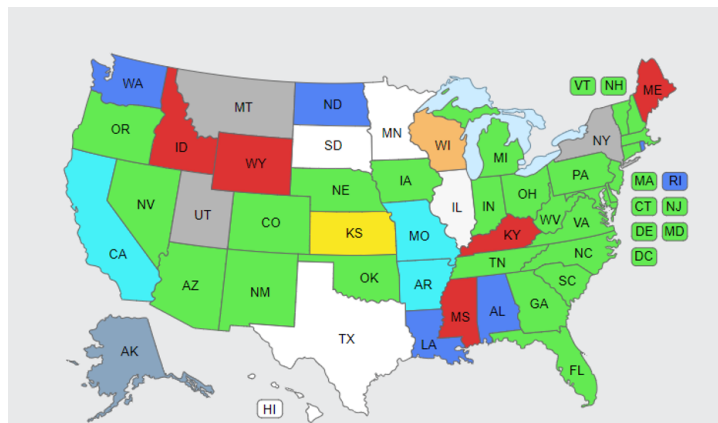 WA
MT
ND
MN
ME
VT NH
OR
ID
WY
SD
WI
MI
NY
NV
UT
CO
NE
IA
IL
IN
OH
PA
MA RI
CA
KS
MO
KY
WV
VA
CT NJ
DE MD
DC
AZ
NM
OK
AR
TN
NC
SC
TX
LA
MS
AL
GA
FL
AK
HI